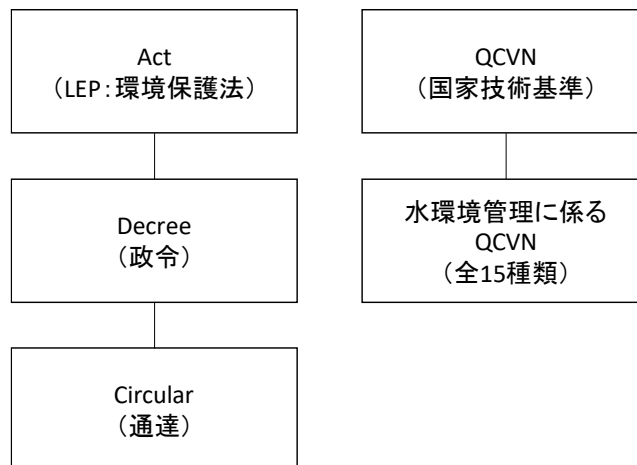 Act
（LEP：環境保護法）
Decree
（政令）
Circular
（通達）
QCVN
（国家技術基準）
水環境管理に係る
QCVN
（全15種類）